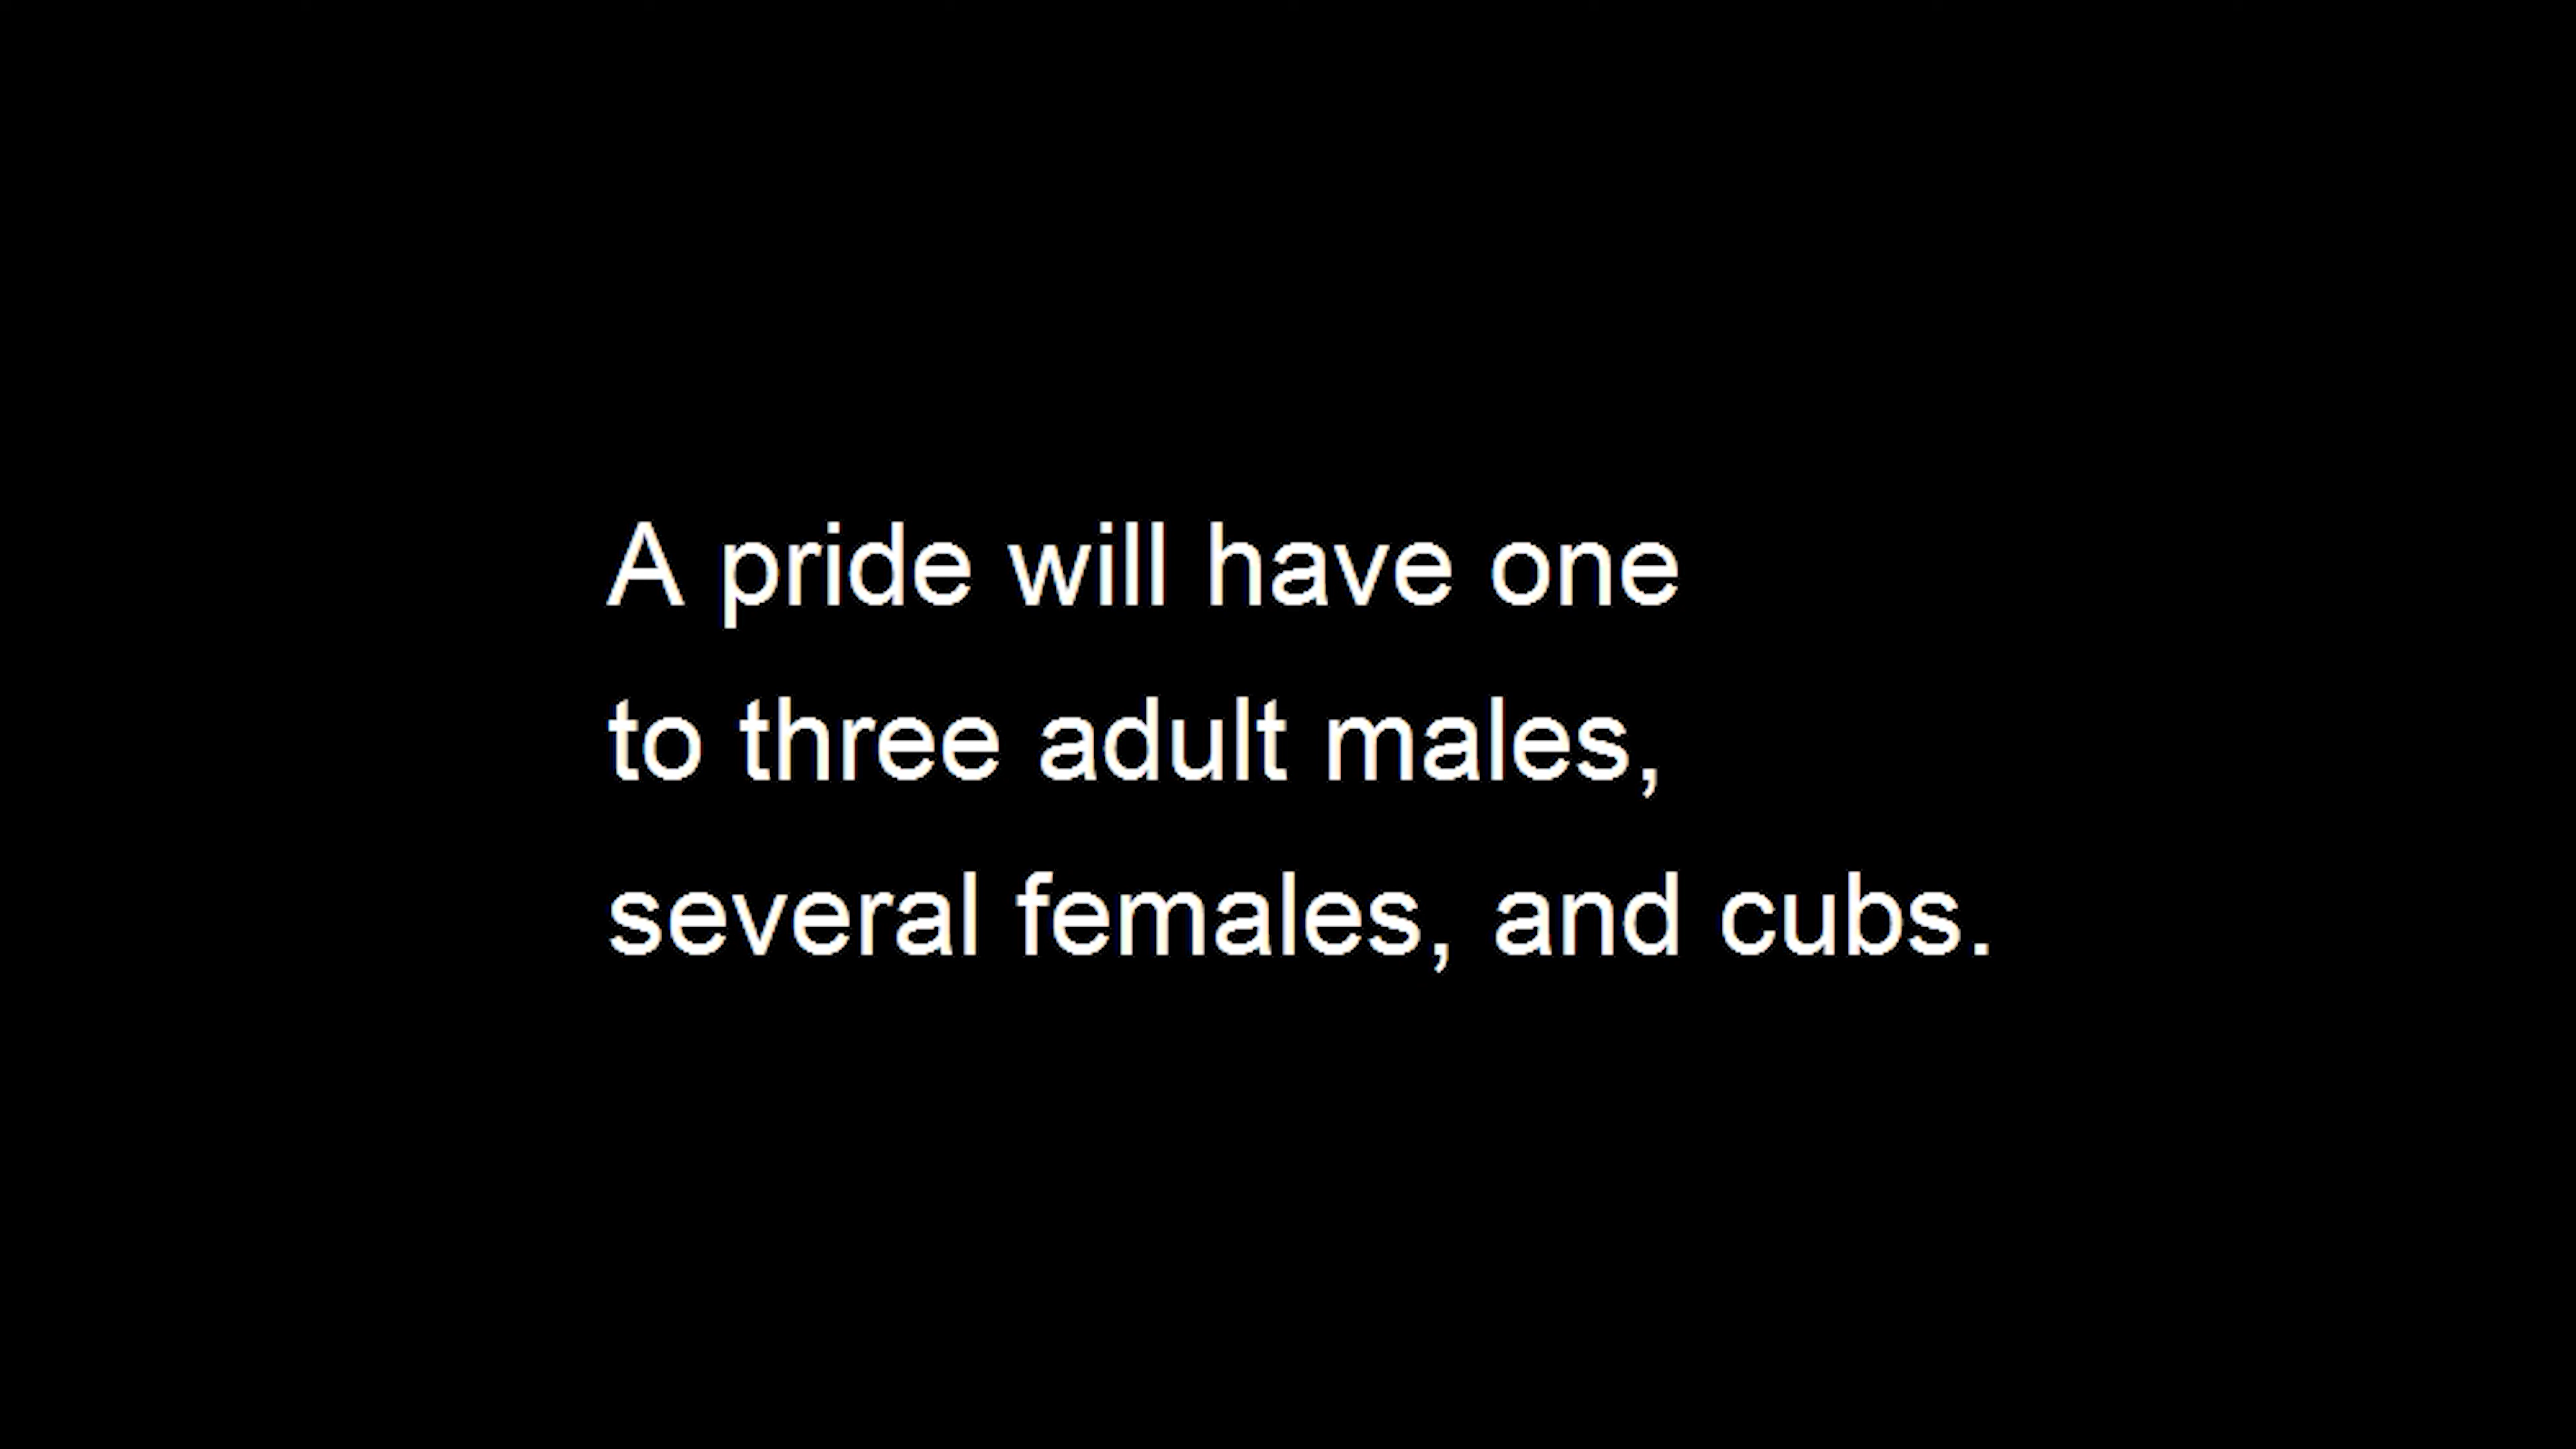 A pride will have one
to three adult males,
several females, and cubs.